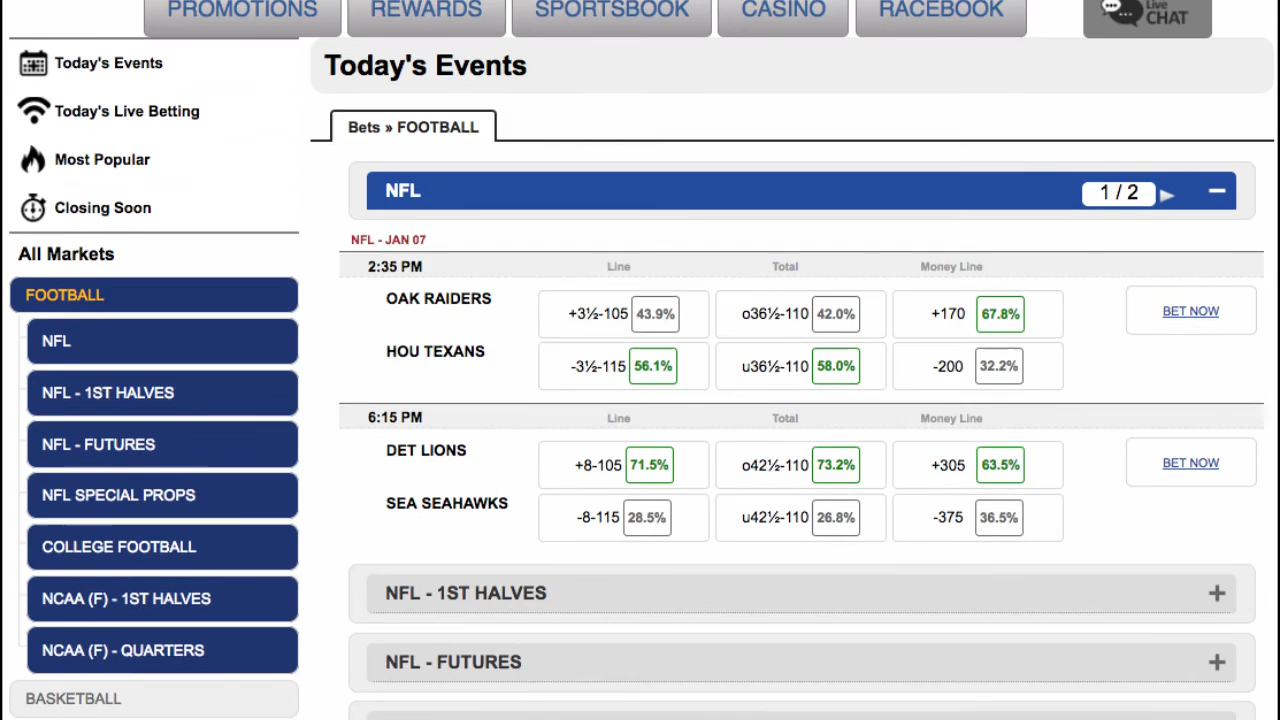 PROMOTIONS REWARDS SPORTSBOOK CASINO RACEBOOK Live CHAT
Today's Events
Today's Live Betting
Most Popular
Closing Soon
All Markets
FOOTBALL
NFL
NFL - 1ST HALVES
NFL - FUTURES
NFL SPECIAL PROPS
COLLEGE FOOTBALL
NCAA (F) - 1ST HALVES
NCAA (F) - QUARTERS
BASKETBALL
Today's Events
Bets » FOOTBALL
NFL 1 / 2
NFL - JAN 07
2:35 PM Line Total Money Line
OAK RAIDERS +3½-105 43.9% o36½-110 42.0% +170 67.8% BET NOW
HOU TEXANS -3½-115 56.1% u36½-110 58.0% -200 32.2%
6:15 PM Line Total Money Line
DET LIONS +8-105 71.5% o42½-110 73.2% +305 63.5% BET NOW
SEA SEAHAWKS -8-115 28.5% u42½-110 26.8% -375 36.5%
NFL - 1ST HALVES
NFL - FUTURES